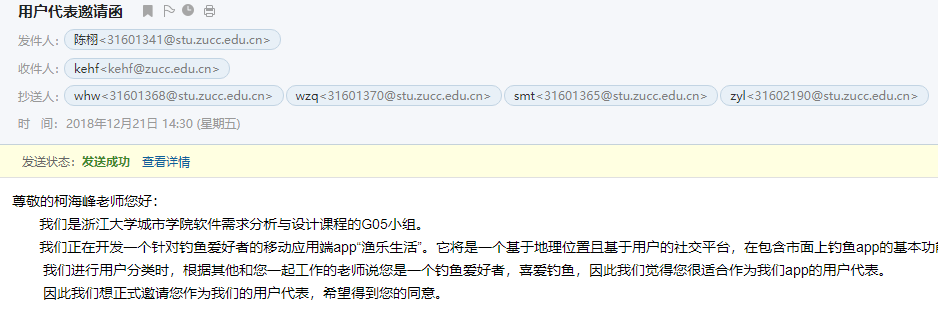 用户代表邀请函
发件人：陈栩<31601341@stu.zucc.edu.cn>
收件人：kehf<kehf@zucc.edu.cn>
抄送人：whw<31601368@stu.zucc.edu.cn> wzq<31601370@stu.zucc.edu.cn> smt<31601365@stu.zucc.edu.cn> zyl<31602190@stu.zucc.edu.cn>
时 间：2018年12月21日 14:30 (星期五)
发送状态：发送成功 查看详情
尊敬的柯海峰老师您好：
我们是浙江大学城市学院软件需求分析与设计课程的G05小组。
我们正在开发一个针对钓鱼爱好者的移动应用端app“渔乐生活”。它将是一个基于地理位置且基于用户的社交平台，在包含市面上钓鱼app的基本功
我们进行用户分类时，根据其他和您一起工作的老师说您是一个钓鱼爱好者，喜爱钓鱼，因此我们觉得您很适合作为我们app的用户代表。
因此我们想正式邀请您作为我们的用户代表，希望得到您的同意。